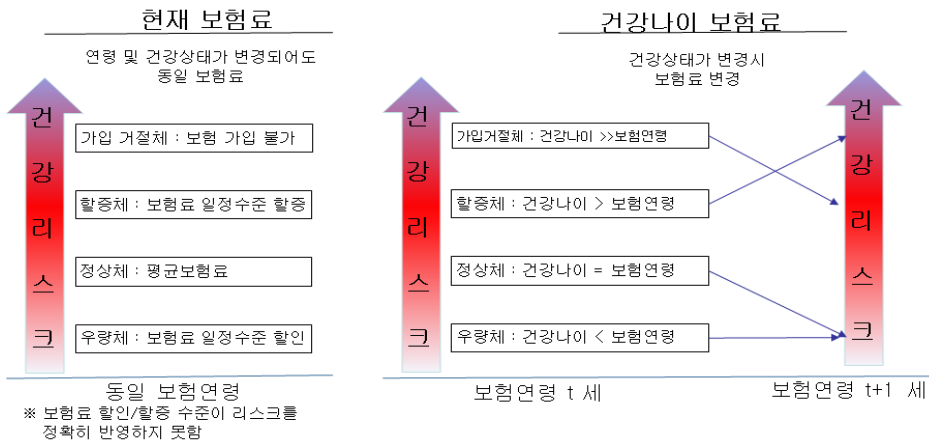 현재 보험료
연령 및 건강상태가 변경되어도
동일 보험료
건
강
리
스
크
가입 거절체 : 보험 가입 불가
할증체 : 보험료 일정수준 할증
정상체 : 평균보험료
우량체 : 보험료 일정수준 할인
동일 보험연령
※ 보험료 할인/할증 수준이 리스크를
정확히 반영하지 못함
건강나이 보험료
건강상태가 변경시
보험료 변경
건
강
리
스
크
가입거절체 : 건강나이 >>보험연령
할증체 : 건강나이 > 보험연령
정상체 : 건강나이 = 보험연령
우량체 : 건강나이 < 보험연령
건
강
리
스
크
보험연령 t 세
보험연령 t+1 세